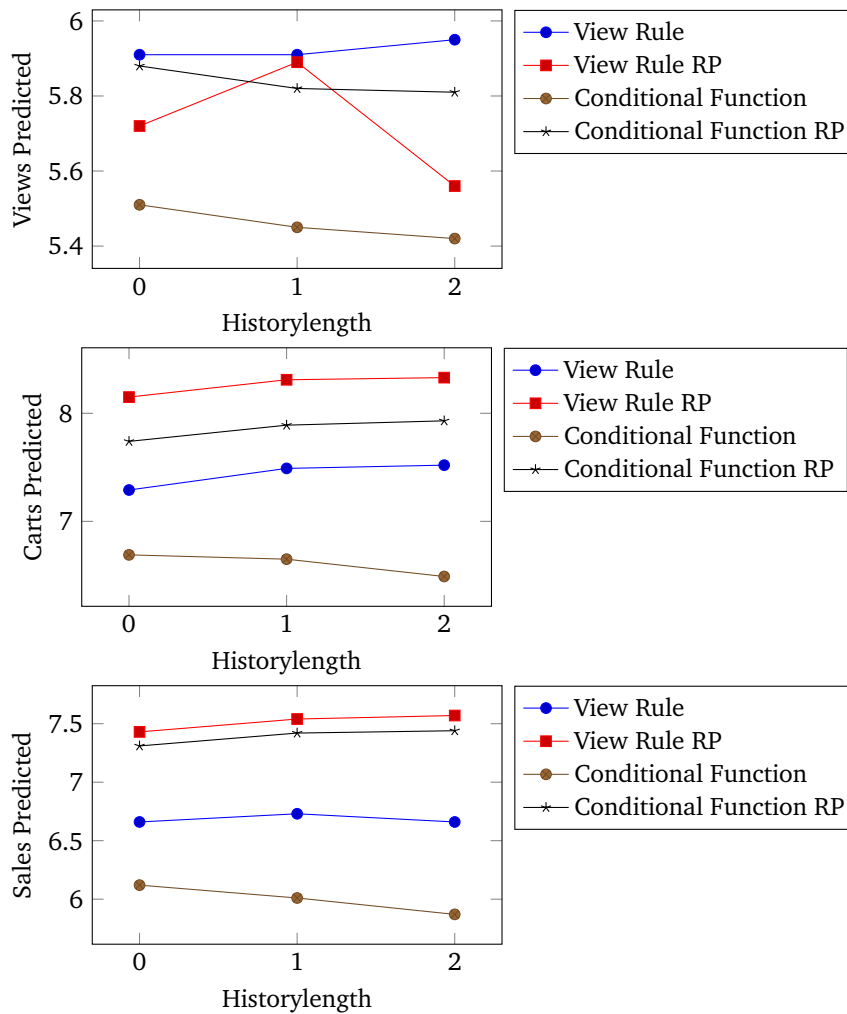 6
5.8
5.6
5.4
Views Predicted
0 1 2
Historylength
View Rule
View Rule RP
Conditional Function
Conditional Function RP
8
7
Carts Predicted
0 1 2
Historylength
View Rule
View Rule RP
Conditional Function
Conditional Function RP
7.5
7
6.5
6
Sales Predicted
0 1 2
Historylength
View Rule
View Rule RP
Conditional Function
Conditional Function RP